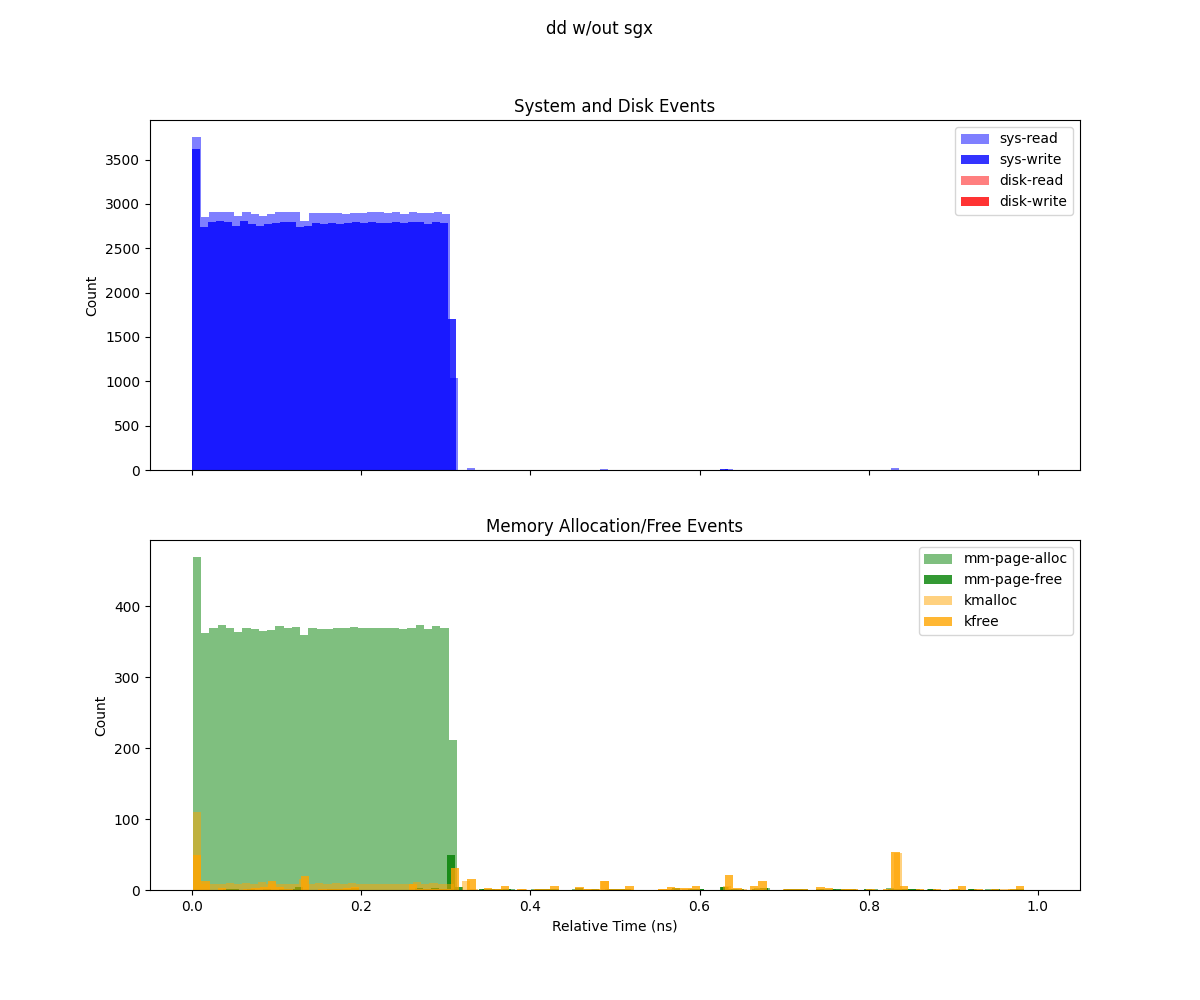 dd w/out sgx
System and Disk Events
Count
3500
3000
2500
2000
1500
1000
500
0
sys-read
sys-write
disk-read
disk-write
Memory Allocation/Free Events
Count
400
300
200
100
0
mm-page-alloc
mm-page-free
kmalloc
kfree
0.0 0.2 0.4 0.6 0.8 1.0
Relative Time (ns)